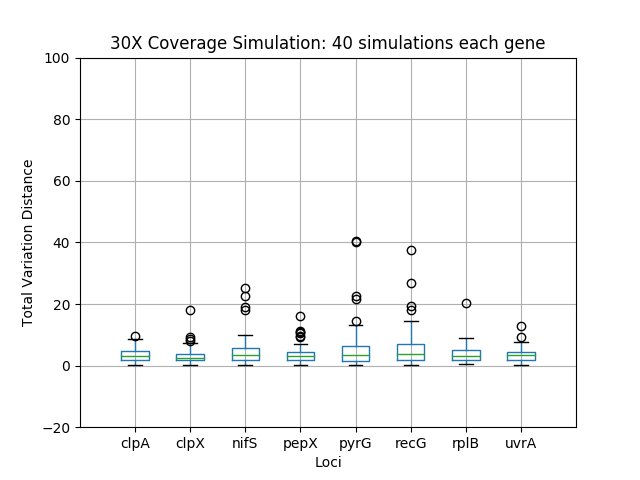 30X Coverage Simulation: 40 simulations each gene
Total Variation Distance
100
80
60
40
20
0
−20
clpA clpX nifS pepX pyrG recG rplB uvrA
Loci